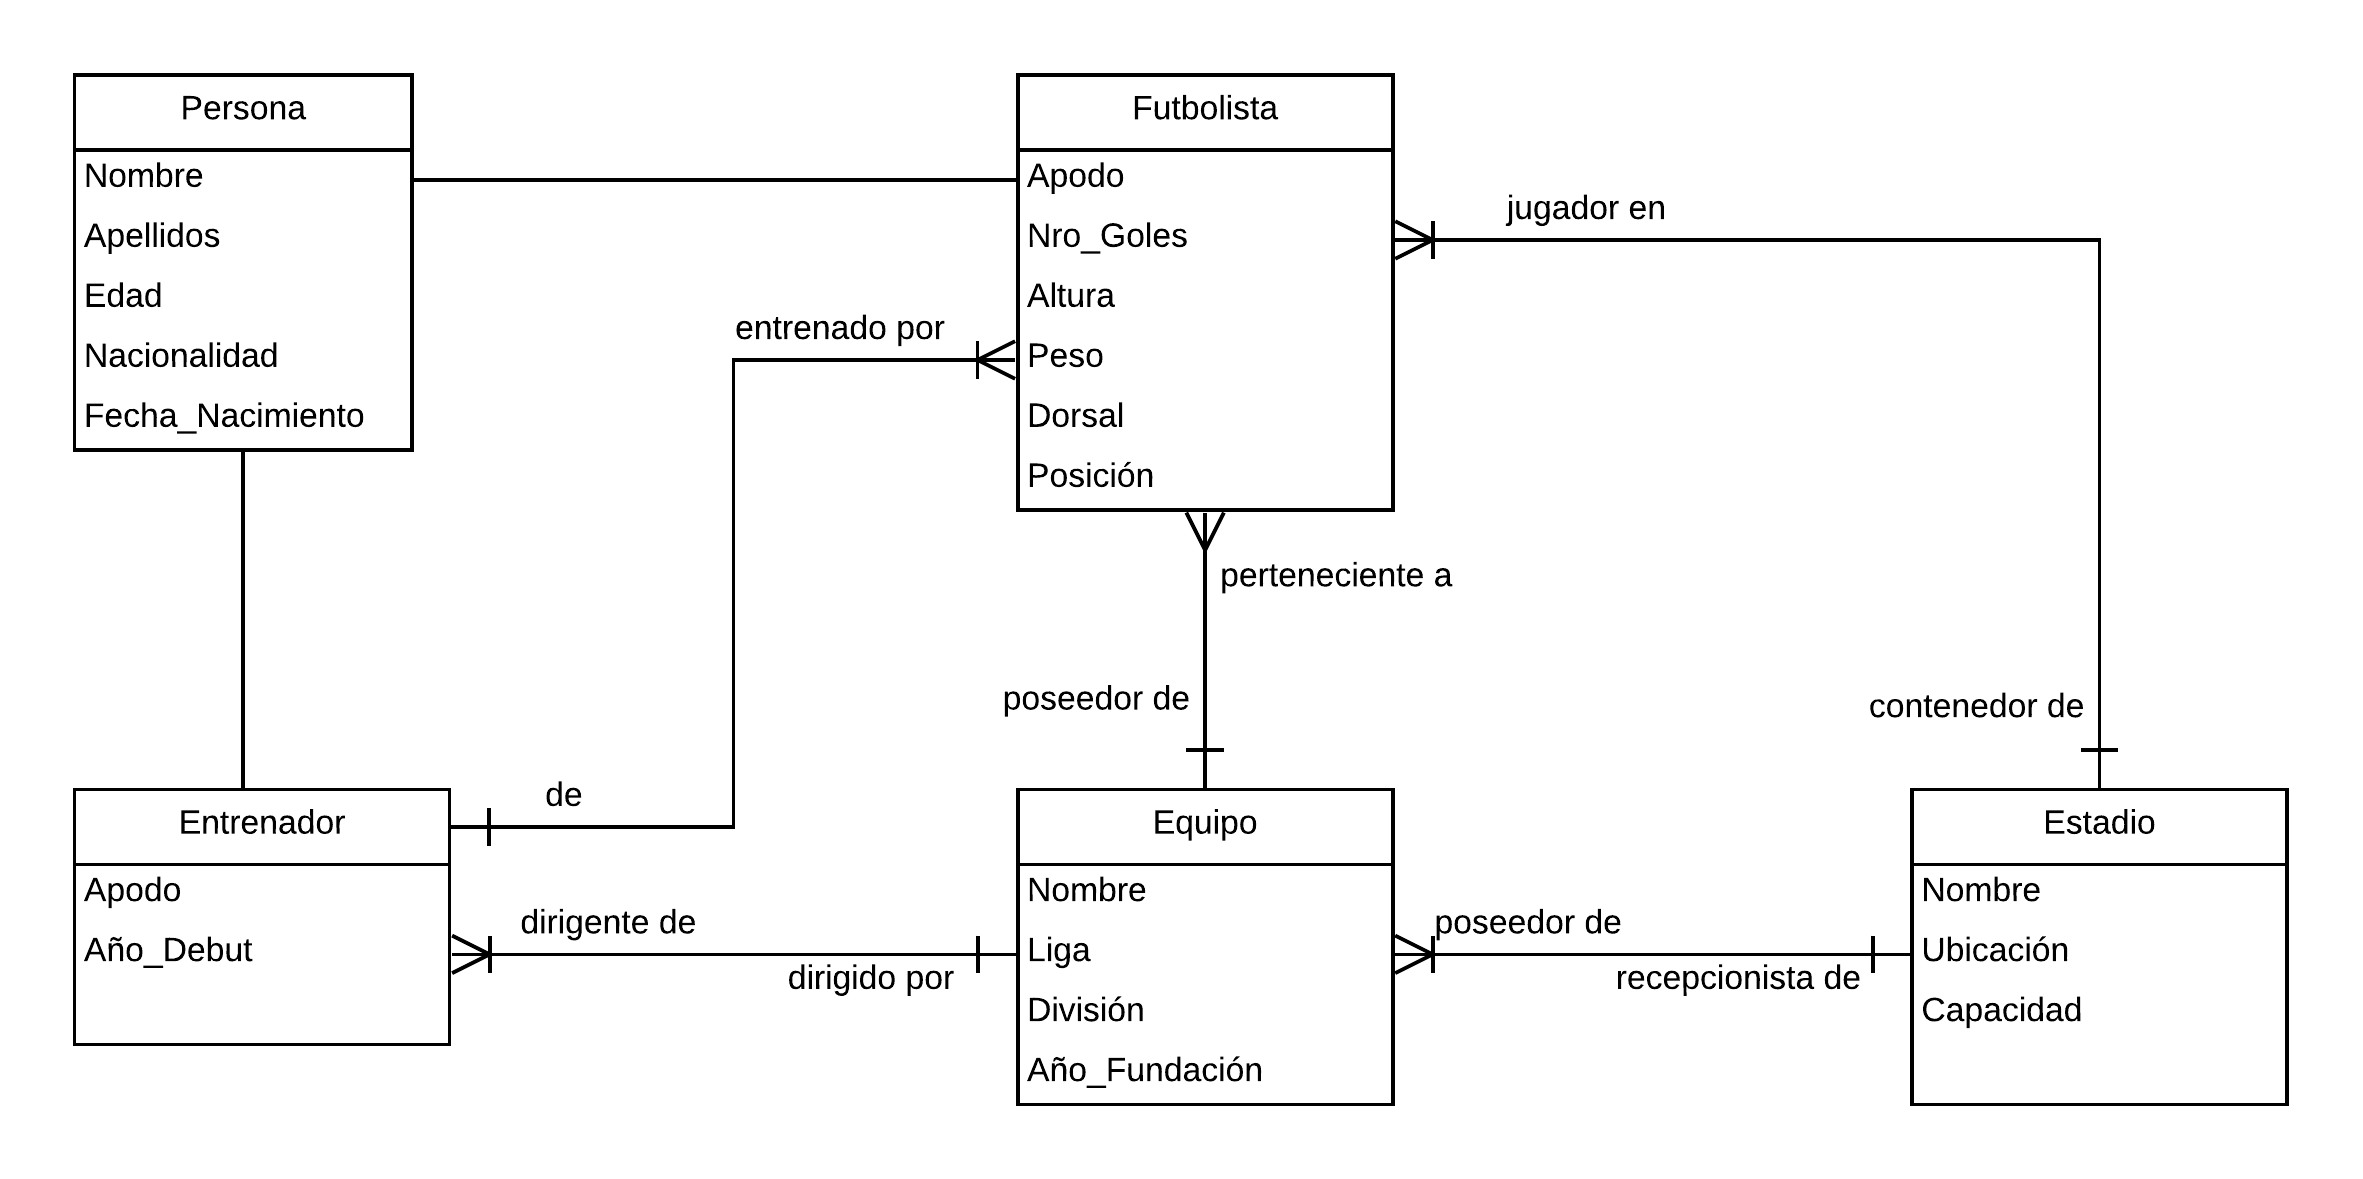 Persona
Nombre
Apellidos
Edad
Nacionalidad
Fecha_Nacimiento
Futbolista
Apodo
Nro_Goles
Altura
Peso
Dorsal
Posición
jugador en
entrenado por
perteneciente a
poseedor de
contenedor de
de
Entrenador
Apodo
Año_Debut
dirigente de
dirigido por
Equipo
Nombre
Liga
División
Año_Fundación
poseedor de
recepcionista de
Estadio
Nombre
Ubicación
Capacidad